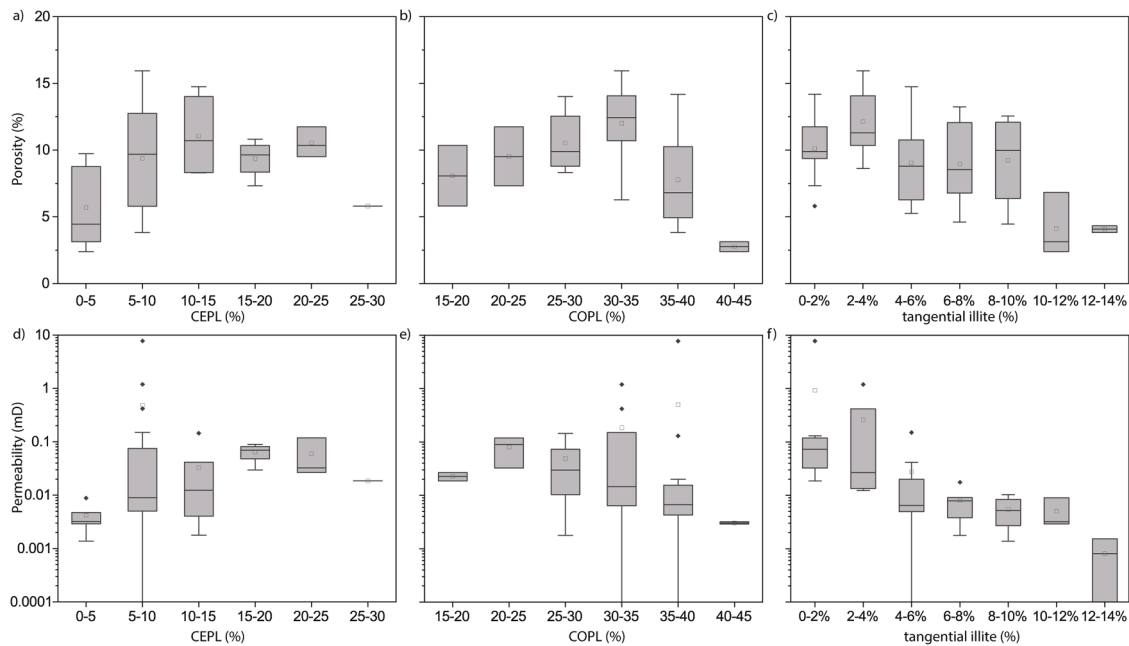 a) b) c)
20
15
10
5
0
Porosity (%)
0-5 5-10 10-15 15-20 20-25 25-30
CEPL (%)
15-20 20-25 25-30 30-35 35-40 40-45
COPL (%)
0-2% 2-4% 4-6% 6-8% 8-10% 10-12% 12-14%
tangential illite (%)
d) e) f)
10
1
0.1
0.01
0.001
0.0001
Permeability (mD)
0-5 5-10 10-15 15-20 20-25 25-30
CEPL (%)
15-20 20-25 25-30 30-35 35-40 40-45
COPL (%)
0-2% 2-4% 4-6% 6-8% 8-10% 10-12% 12-14%
tangential illite (%)